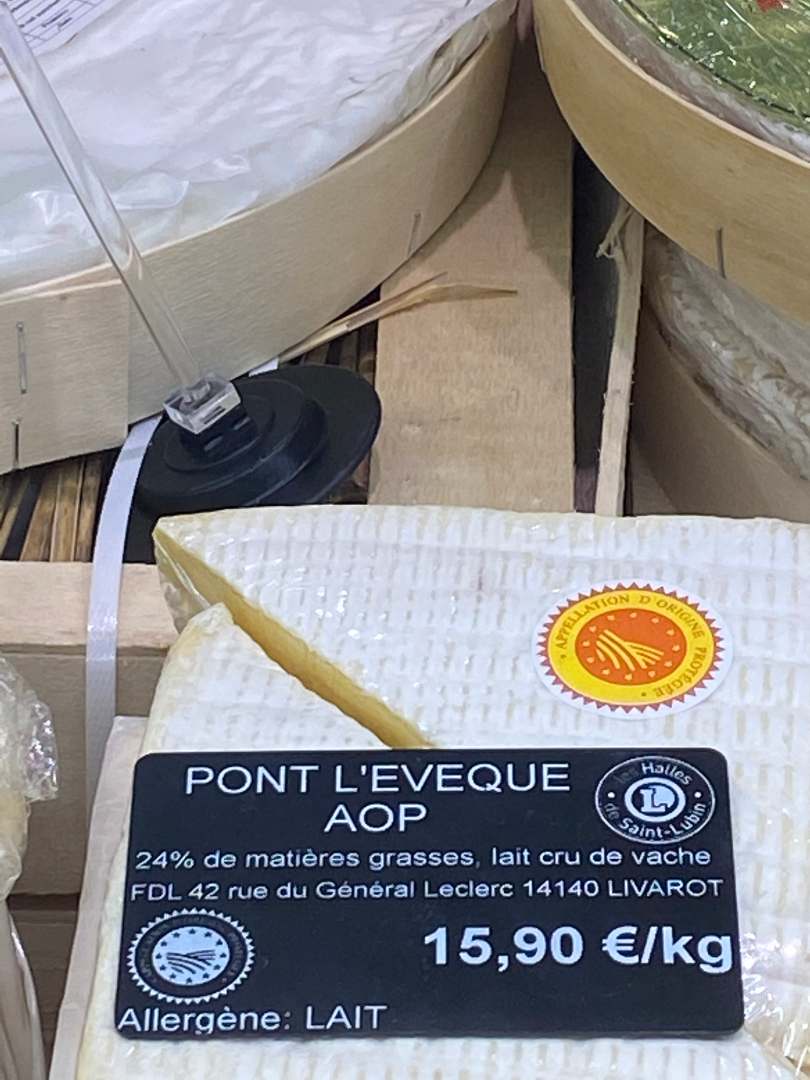 APPELLATION D'ORIGINE PROTÉGÉE
PONT L'EVEQUE
AOP
les Halles
de Saint-Lubin
L
24% de matières grasses, lait cru de vache
FDL 42 rue du Général Leclerc 14140 LIVAROT
15,90 €/kg
Allergène: LAIT